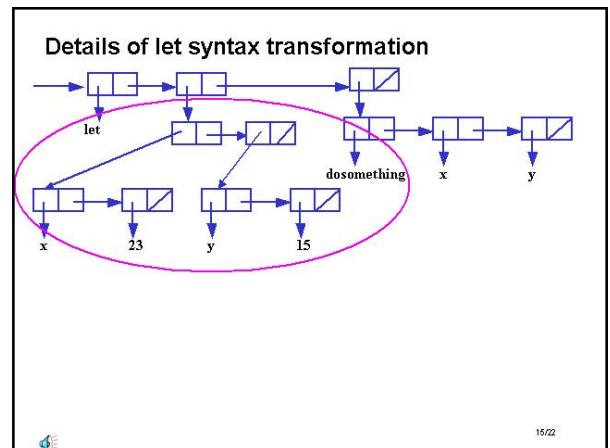 Details of let syntax transformation
let
dosomething x y
x 23 y 15
15/22